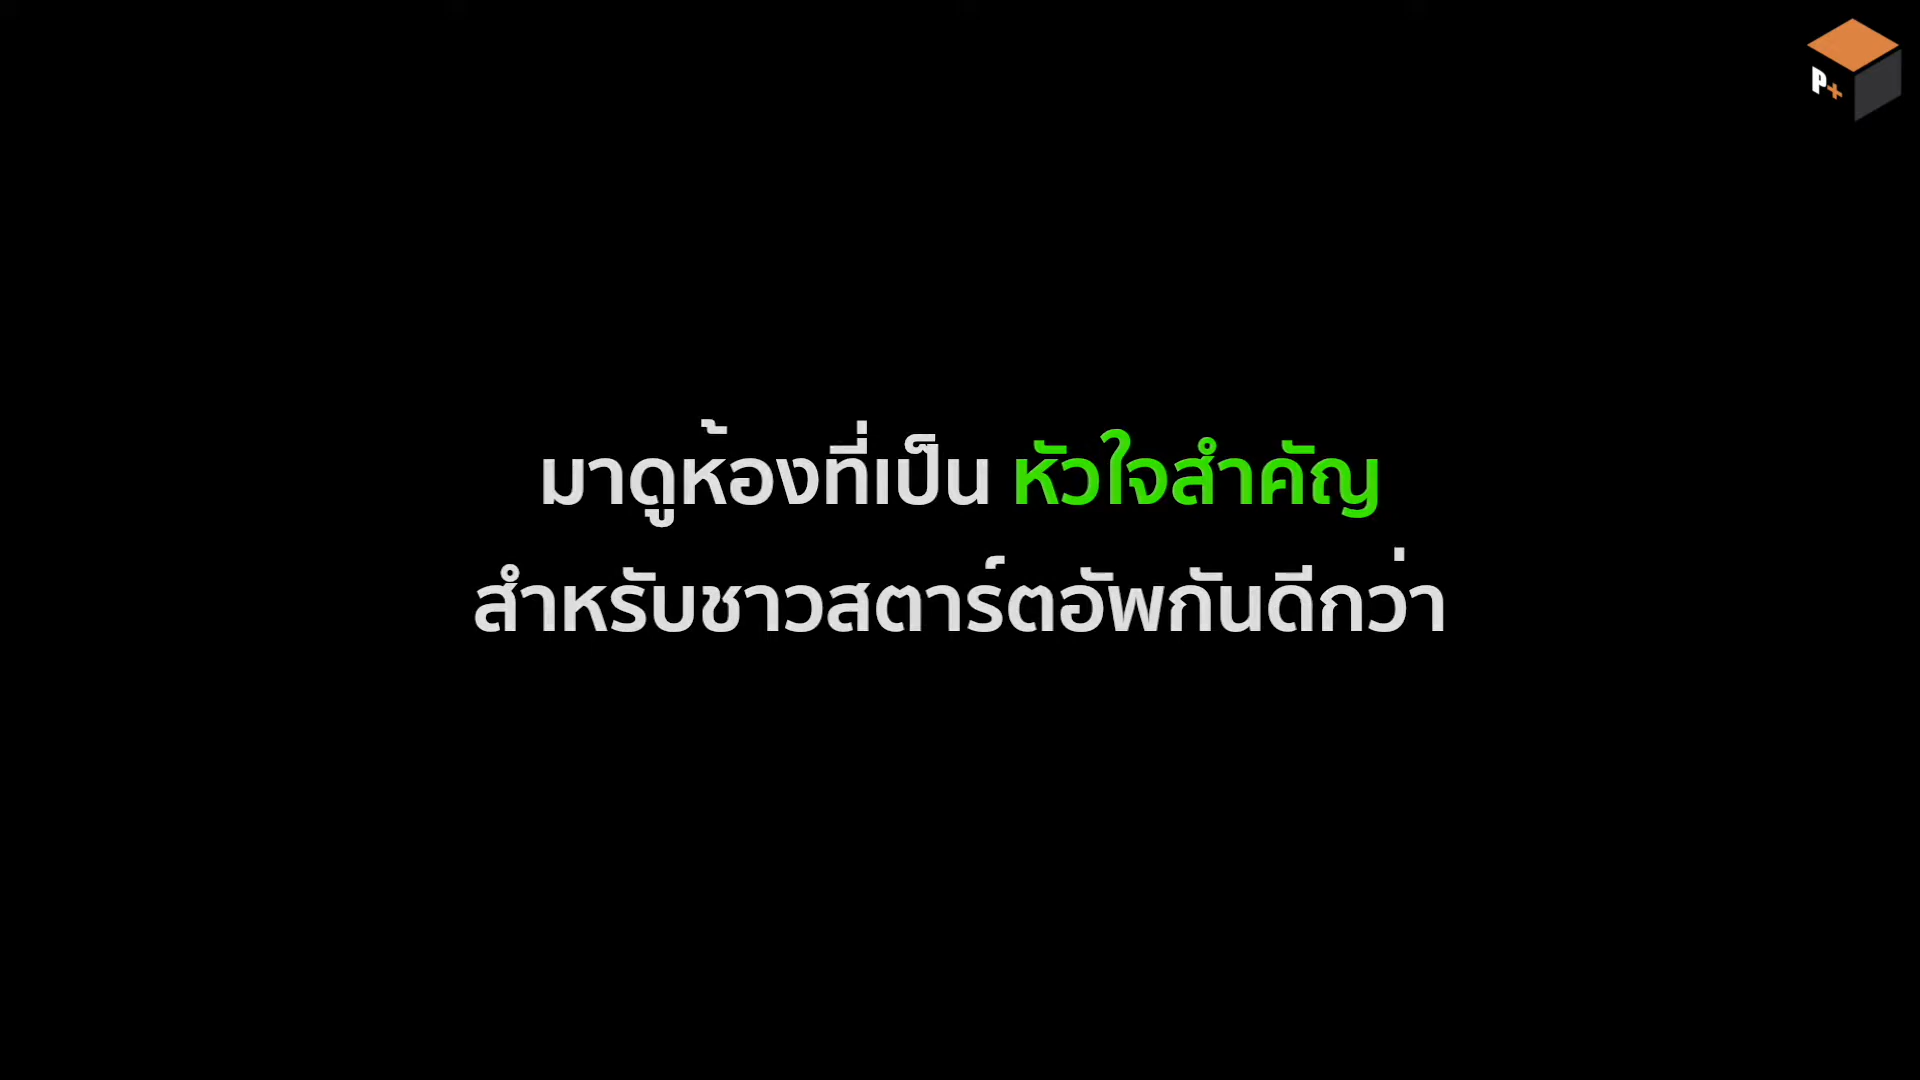 P+
มาดูห้องที่เป็น หัวใจสำคัญ
สำหรับชาวสตาร์ตอัพกันดีกว่า